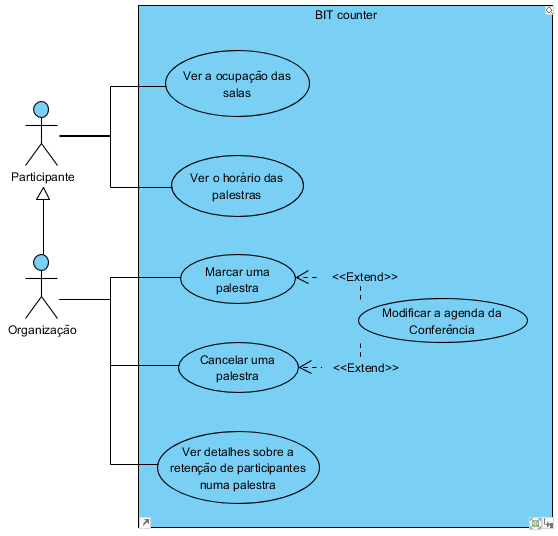 BIT counter
Ver a ocupação das
salas
Participante
Ver o horário das
palestras
Organização
Marcar uma
palestra
<<Extend>>
Modificar a agenda da
Conferência
Cancelar uma
palestra
<<Extend>>
Ver detalhes sobre a
retenção de participantes
numa palestra